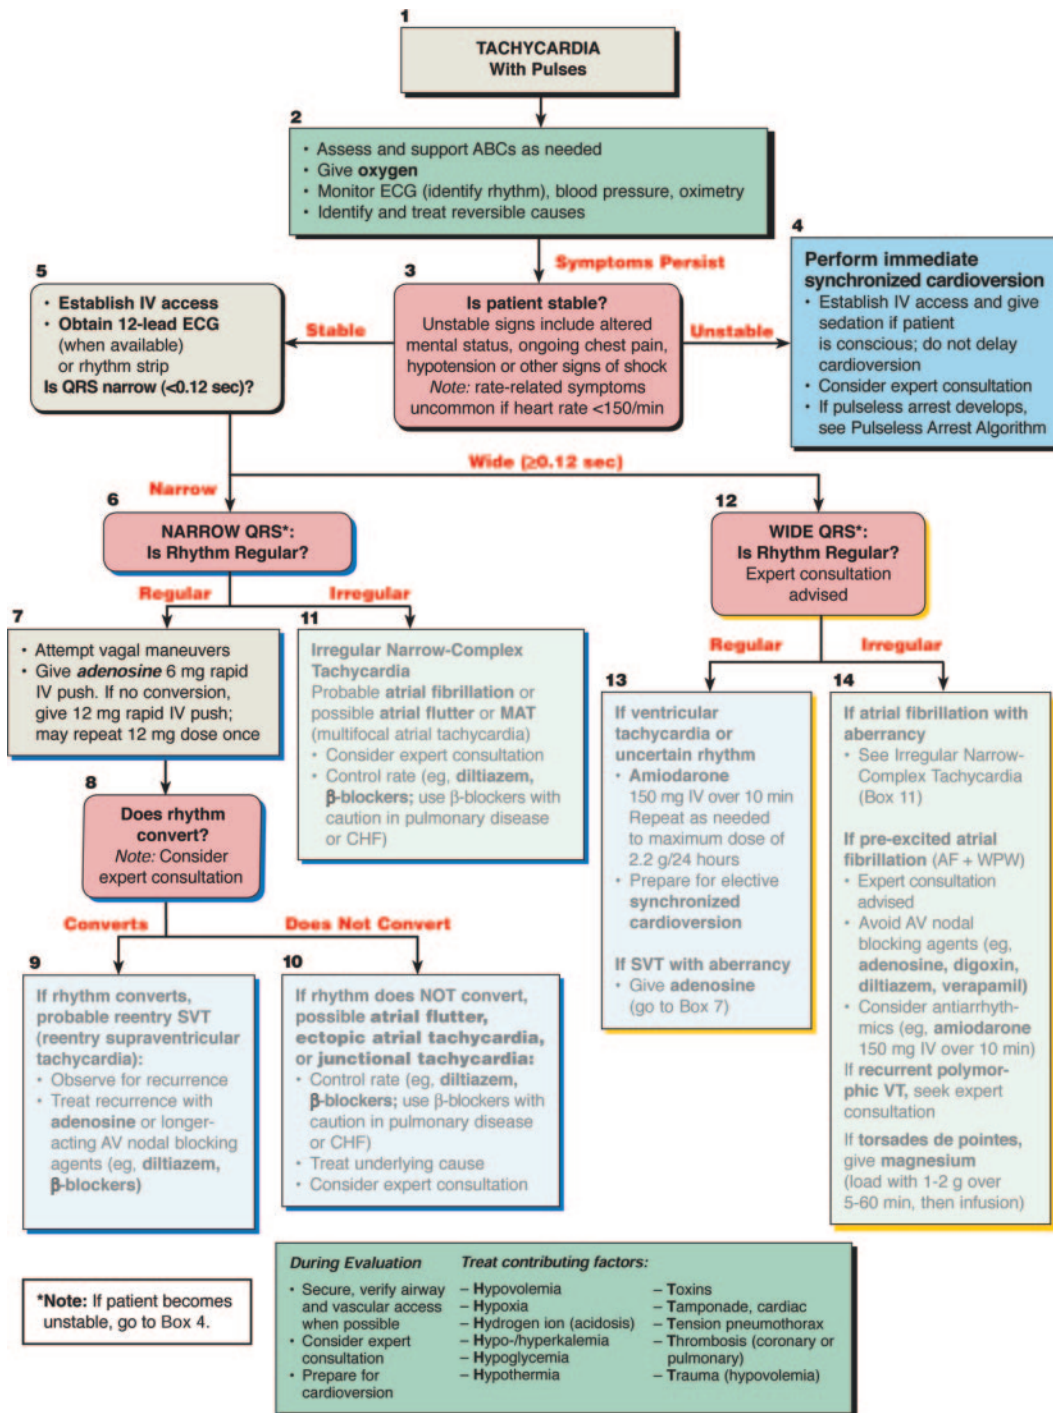 1
TACHYCARDIA
With Pulses
2
• Assess and support ABCs as needed
• Give oxygen
• Monitor ECG (identify rhythm), blood pressure, oximetry
• Identify and treat reversible causes
Symptoms Persist
3
Is patient stable?
Unstable signs include altered
mental status, ongoing chest pain,
hypotension or other signs of shock
Note: rate-related symptoms
uncommon if heart rate <150/min
Stable
Unstable
4
Perform immediate
synchronized cardioversion
• Establish IV access and give
sedation if patient
is conscious; do not delay
cardioversion
• Consider expert consultation
• If pulseless arrest develops,
see Pulseless Arrest Algorithm
5
• Establish IV access
• Obtain 12-lead ECG
(when available)
or rhythm strip
Is QRS narrow (<0.12 sec)?
Narrow
Wide (≥0.12 sec)
6
NARROW QRS*:
Is Rhythm Regular?
Regular
Irregular
7
• Attempt vagal maneuvers
• Give adenosine 6 mg rapid
IV push. If no conversion,
give 12 mg rapid IV push;
may repeat 12 mg dose once
8
Does rhythm
convert?
Note: Consider
expert consultation
Converts
Does Not Convert
9
If rhythm converts,
probable reentry SVT
(reentry supraventricular
tachycardia):
• Observe for recurrence
• Treat recurrence with
adenosine or longer-
acting AV nodal blocking
agents (eg, diltiazem,
β-blockers)
10
If rhythm does NOT convert,
possible atrial flutter,
ectopic atrial tachycardia,
or junctional tachycardia:
• Control rate (eg, diltiazem,
β-blockers; use β-blockers with
caution in pulmonary disease
or CHF)
• Treat underlying cause
• Consider expert consultation
11
Irregular Narrow-Complex
Tachycardia
Probable atrial fibrillation or
possible atrial flutter or MAT
(multifocal atrial tachycardia)
• Consider expert consultation
• Control rate (eg, diltiazem,
β-blockers; use β-blockers with
caution in pulmonary disease
or CHF)
12
WIDE QRS*:
Is Rhythm Regular?
Expert consultation
advised
Regular
Irregular
13
If ventricular
tachycardia or
uncertain rhythm
• Amiodarone
150 mg IV over 10 min
Repeat as needed
to maximum dose of
2.2 g/24 hours
• Prepare for elective
synchronized
cardioversion
If SVT with aberrancy
• Give adenosine
(go to Box 7)
14
If atrial fibrillation with
aberrancy
• See Irregular Narrow-
Complex Tachycardia
(Box 11)
If pre-excited atrial
fibrillation (AF + WPW)
• Expert consultation
advised
• Avoid AV nodal
blocking agents (eg,
adenosine, digoxin,
diltiazem, verapamil)
• Consider antiarrhyth-
mics (eg, amiodarone
150 mg IV over 10 min)
If recurrent polymor-
phic VT, seek expert
consultation
If torsades de pointes,
give magnesium
(load with 1-2 g over
5-60 min, then infusion)
*Note: If patient becomes
unstable, go to Box 4.
During Evaluation
• Secure, verify airway
and vascular access
when possible
• Consider expert
consultation
• Prepare for
cardioversion
Treat contributing factors:
– Hypovolemia
– Hypoxia
– Hydrogen ion (acidosis)
– Hypo-/hyperkalemia
– Hypoglycemia
– Hypothermia
– Toxins
– Tamponade, cardiac
– Tension pneumothorax
– Thrombosis (coronary or
pulmonary)
– Trauma (hypovolemia)